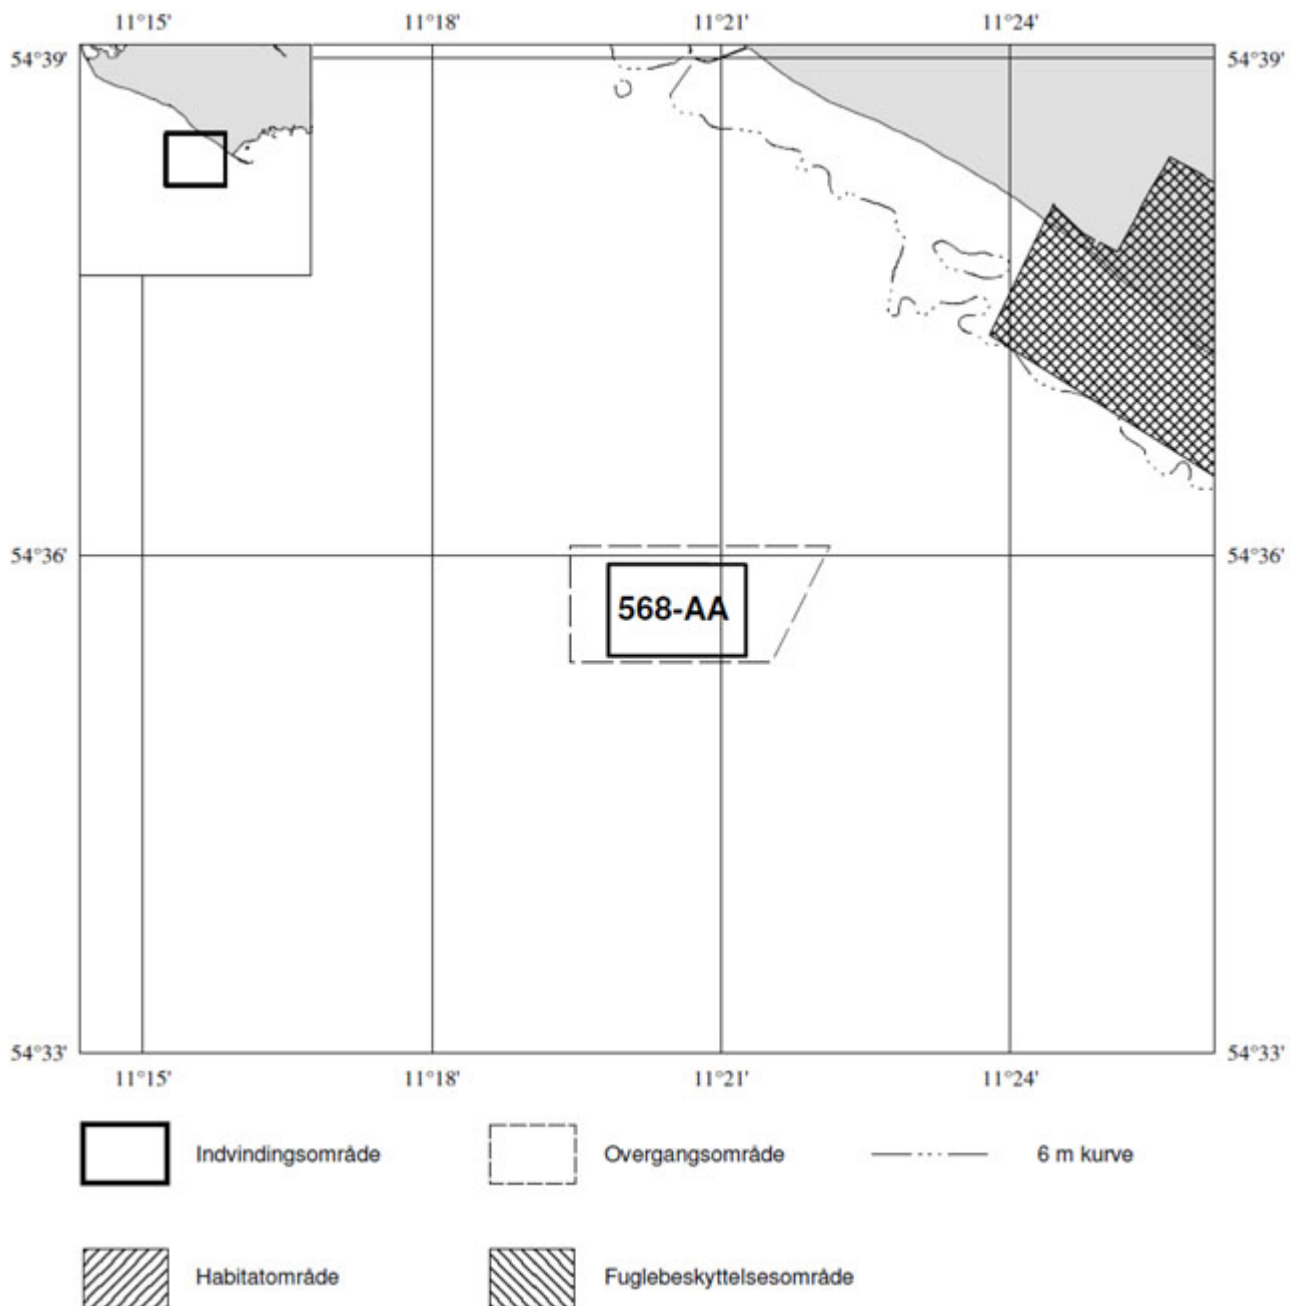 11°15' 11°18' 11°21' 11°24'
54°39' 54°39'
54°36' 54°36'
568-AA
54°33' 54°33'
11°15' 11°18' 11°21' 11°24'
Indvindingsområde Overgangsområde 6 m kurve
Habitatområde Fuglebeskyttelsesområde